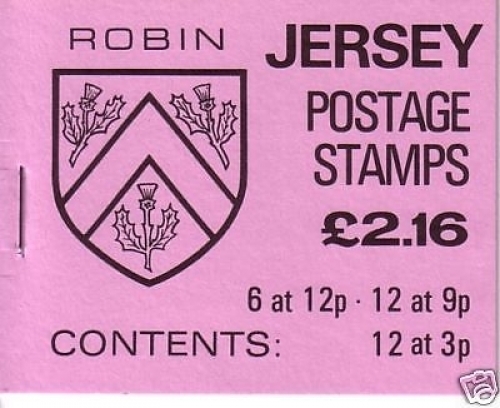 ROBIN
JERSEY
POSTAGE
STAMPS
£2.16
6 at 12p · 12 at 9p
CONTENTS: 12 at 3p